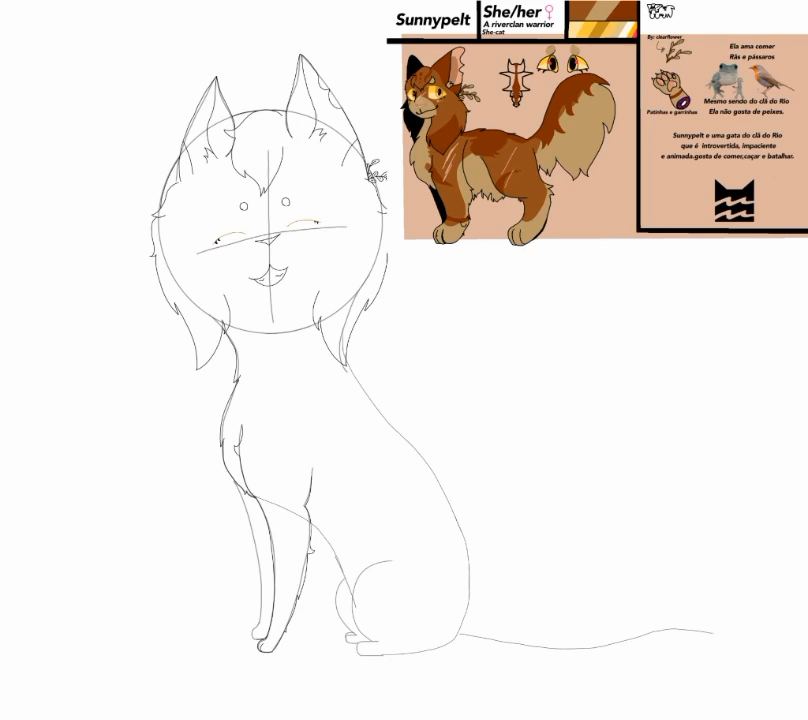 Sunnypelt
She/her ♀
A riverclan warrior
She-cat
By: clearflower
Ela ama comer
Rãs e pássaros
Patinhas e garrinhas
Mesmo sendo do clã do Rio
Ela não gosta de peixes.
Sunnypelt e uma gata do clã do Rio
que é introvertida, impaciente
e animada.gosta de comer,caçar e batalhar.